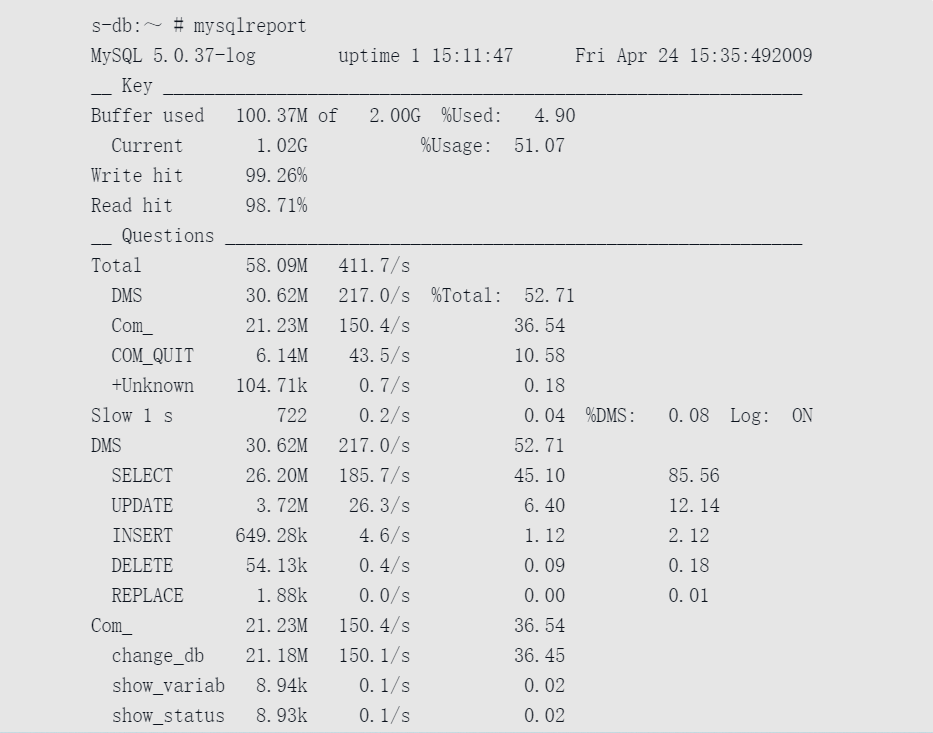 s-db:～ # mysqlreport
MySQL 5.0.37-log        uptime 1 15:11:47      Fri Apr 24 15:35:492009
__ Key ______________________________________________________________
Buffer used   100.37M of   2.00G  %Used:   4.90
  Current       1.02G           %Usage:  51.07
Write hit      99.26%
Read hit       98.71%
__ Questions ________________________________________________________
Total          58.09M   411.7/s
  DMS          30.62M   217.0/s  %Total:  52.71
  Com_         21.23M   150.4/s           36.54
  COM_QUIT      6.14M    43.5/s           10.58
  +Unknown    104.71k     0.7/s            0.18
Slow 1 s          722     0.2/s            0.04  %DMS:   0.08  Log:  ON
DMS            30.62M   217.0/s           52.71
  SELECT       26.20M   185.7/s           45.10          85.56
  UPDATE        3.72M    26.3/s            6.40          12.14
  INSERT      649.28k     4.6/s            1.12          2.12
  DELETE       54.13k     0.4/s            0.09          0.18
  REPLACE       1.88k     0.0/s            0.00          0.01
Com_           21.23M   150.4/s           36.54
  change_db    21.18M   150.1/s           36.45
  show_variab   8.94k     0.1/s            0.02
  show_status   8.93k     0.1/s            0.02